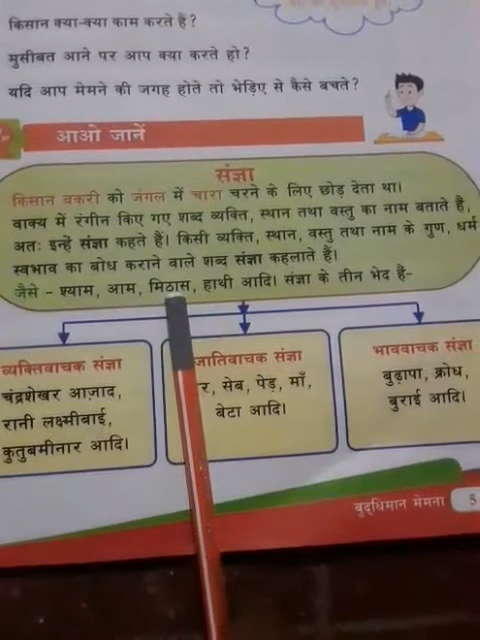 किसान क्या-क्या काम करते हैं?
मुसीबत आने पर आप क्या करते हो?
यदि आप मेमने की जगह होते तो भेड़िए से कैसे बचते?
आओ जानें
संज्ञा
किसान बकरी को जंगल में चारा चरने के लिए छोड़ देता था।
वाक्य में रंगीन किए गए शब्द व्यक्ति, स्थान तथा वस्तु का नाम बताते हैं,
अतः इन्हें संज्ञा कहते हैं। किसी व्यक्ति, स्थान, वस्तु तथा नाम के गुण, धर्म
स्वभाव का बोध कराने वाले शब्द संज्ञा कहलाते हैं।
जैसे - श्याम, आम, मिठास, हाथी आदि। संज्ञा के तीन भेद हैं-
व्यक्तिवाचक संज्ञा
चंद्रशेखर आज़ाद,
रानी लक्ष्मीबाई,
कुतुबमीनार आदि।
जातिवाचक संज्ञा
र, सेब, पेड़, माँ,
बेटा आदि।
भाववाचक संज्ञा
बुढ़ापा, क्रोध,
बुराई आदि।
बुद्धिमान मेमना 5